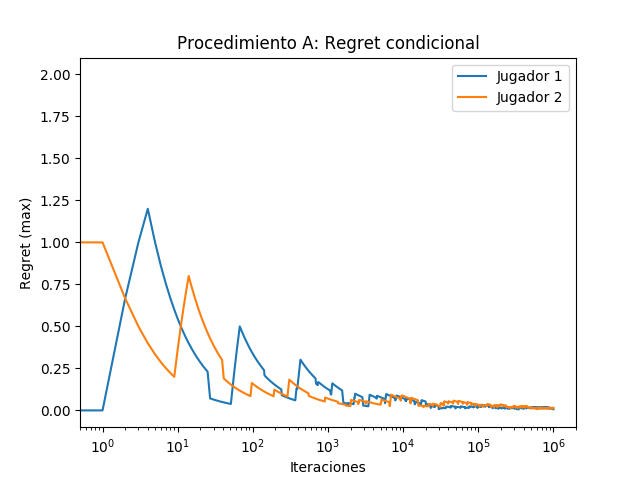 Procedimiento A: Regret condicional
Jugador 1
Jugador 2
Regret (max)
2.00
1.75
1.50
1.25
1.00
0.75
0.50
0.25
0.00
10⁰ 10¹ 10² 10³ 10⁴ 10⁵ 10⁶
Iteraciones